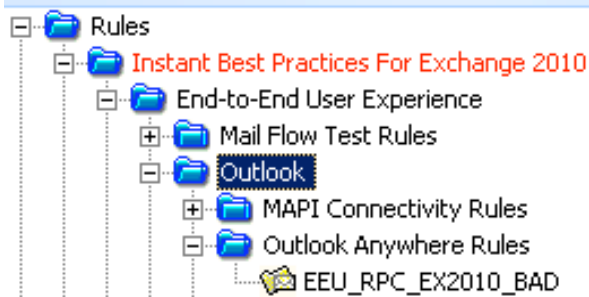 Rules
Instant Best Practices For Exchange 2010
End-to-End User Experience
Mail Flow Test Rules
Outlook
MAPI Connectivity Rules
Outlook Anywhere Rules
EEU_RPC_EX2010_BAD